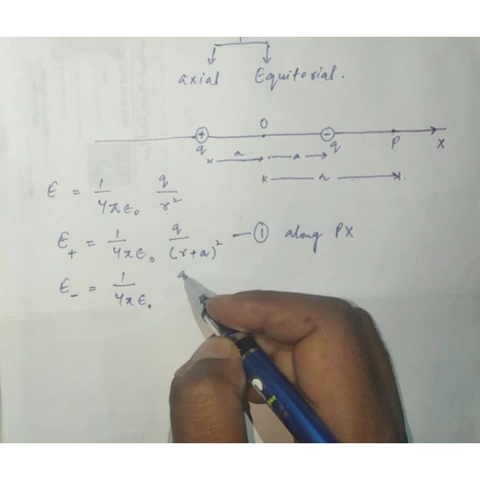 axial Equitorial.
+ O −
q q P X
a a
r
E = 1/4πε₀ q/r²
E₊ = 1/4πε₀ q/(r+a)² — ① along PX
E₋ = 1/4πε₀ q